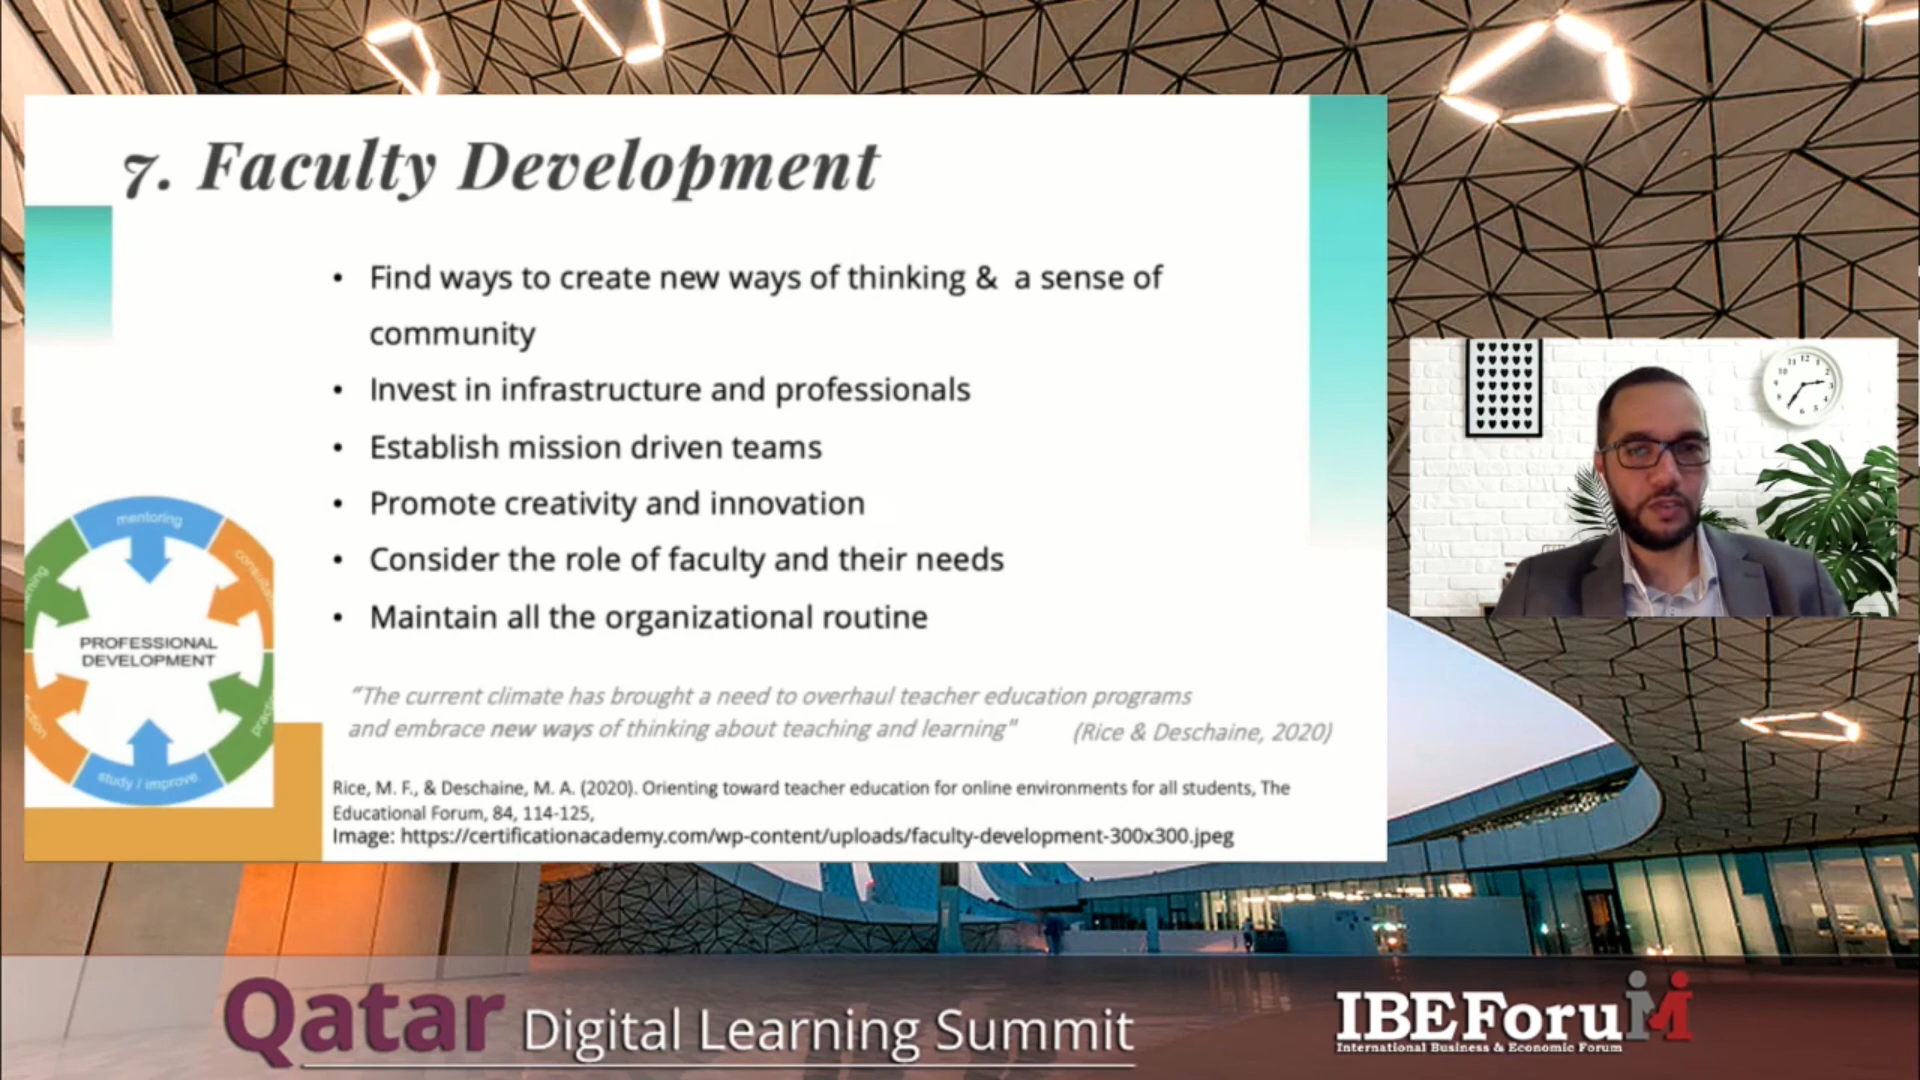 7. Faculty Development
• Find ways to create new ways of thinking & a sense of
community
• Invest in infrastructure and professionals
• Establish mission driven teams
• Promote creativity and innovation
• Consider the role of faculty and their needs
• Maintain all the organizational routine
mentoring
PROFESSIONAL
DEVELOPMENT
study / improve
"The current climate has brought a need to overhaul teacher education programs
and embrace new ways of thinking about teaching and learning" (Rice & Deschaine, 2020)
Rice, M. F., & Deschaine, M. A. (2020). Orienting toward teacher education for online environments for all students, The
Educational Forum, 84, 114-125,
Image: https://certificationacademy.com/wp-content/uploads/faculty-development-300x300.jpeg
Qatar Digital Learning Summit
IBEForuM
International Business & Economic Forum